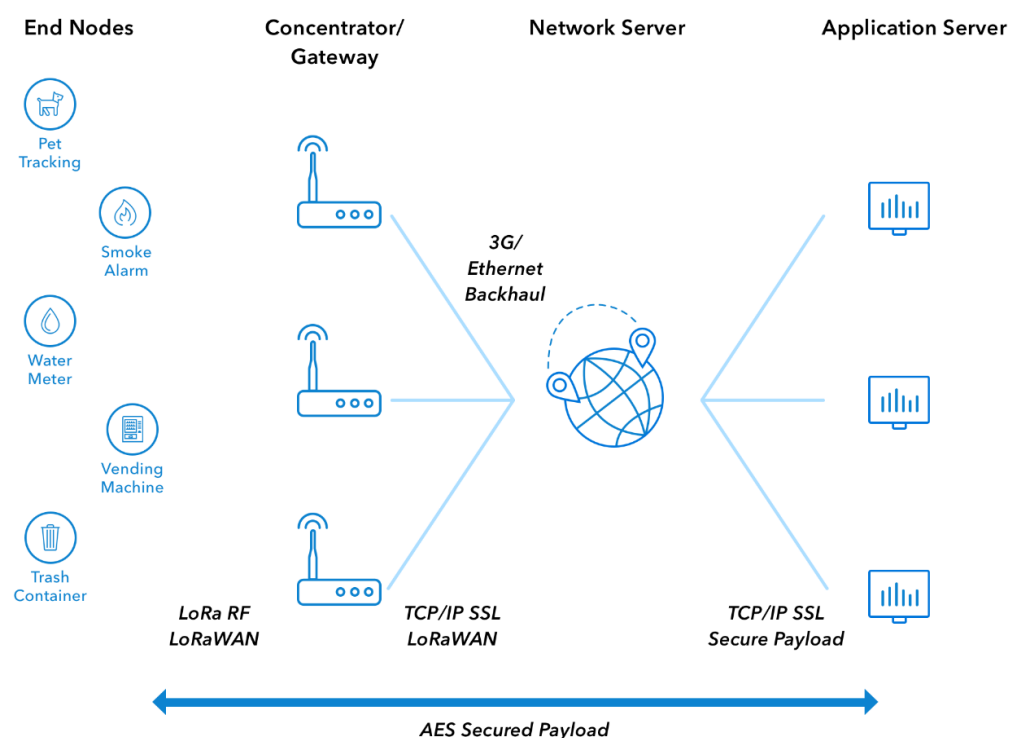 End Nodes
Concentrator/
Gateway
Network Server
Application Server
Pet
Tracking
Smoke
Alarm
Water
Meter
Vending
Machine
Trash
Container
3G/
Ethernet
Backhaul
LoRa RF
LoRaWAN
TCP/IP SSL
LoRaWAN
TCP/IP SSL
Secure Payload
AES Secured Payload